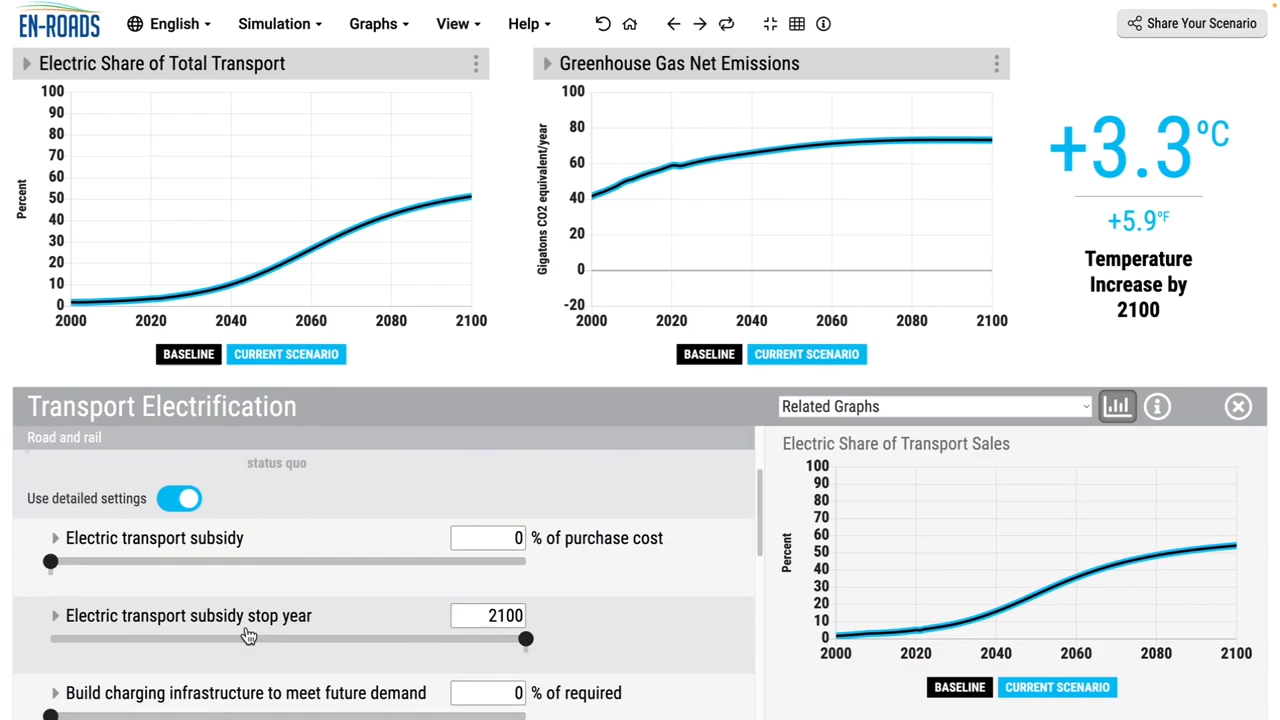 EN-ROADS
English
Simulation
Graphs
View
Help
Share Your Scenario
Electric Share of Total Transport
100
90
80
70
60
50
40
30
20
10
0
Percent
2000 2020 2040 2060 2080 2100
BASELINE CURRENT SCENARIO
Greenhouse Gas Net Emissions
100
80
60
40
20
0
-20
Gigatons CO2 equivalent/year
2000 2020 2040 2060 2080 2100
BASELINE CURRENT SCENARIO
+3.3°C
+5.9°F
Temperature
Increase by
2100
Transport Electrification
Related Graphs
Road and rail
status quo
Use detailed settings
Electric transport subsidy 0 % of purchase cost
Electric transport subsidy stop year 2100
Build charging infrastructure to meet future demand 0 % of required
Electric Share of Transport Sales
100
90
80
70
60
50
40
30
20
10
0
Percent
2000 2020 2040 2060 2080 2100
BASELINE CURRENT SCENARIO